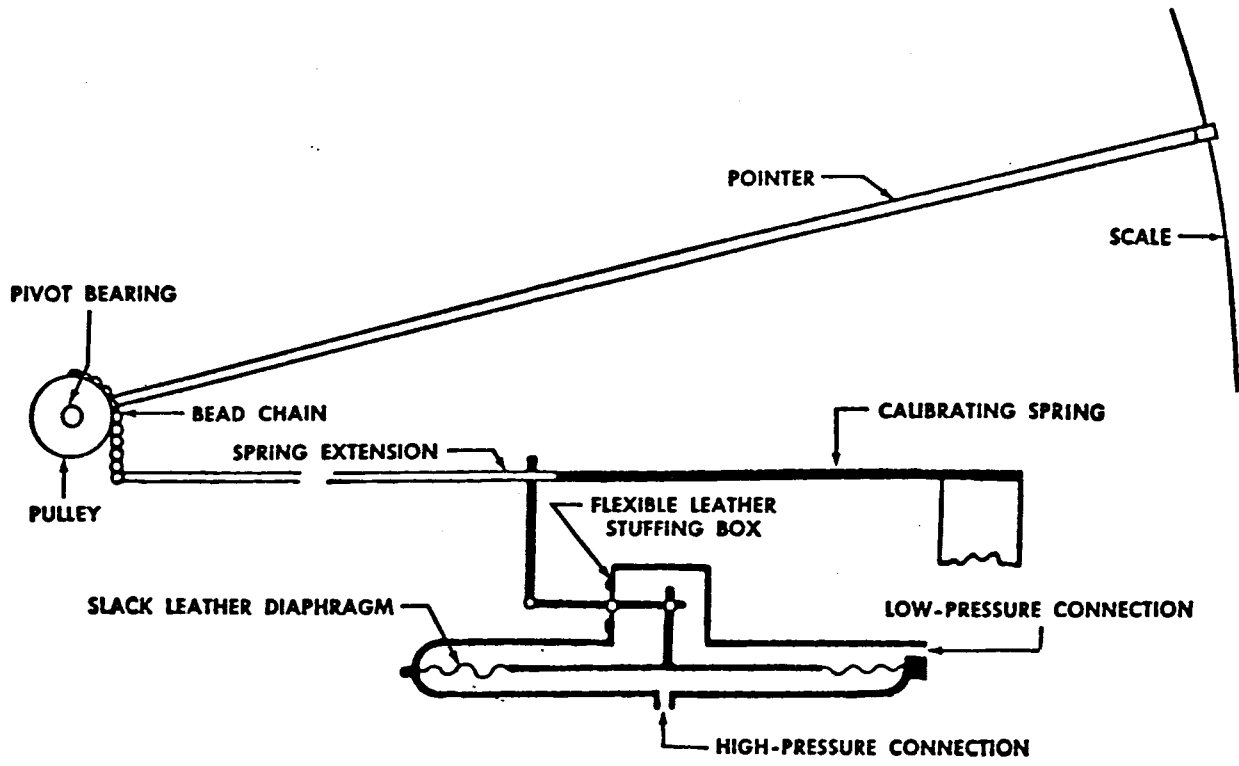 POINTER
SCALE
PIVOT BEARING
BEAD CHAIN
CALIBRATING SPRING
SPRING EXTENSION
PULLEY
FLEXIBLE LEATHER
STUFFING BOX
SLACK LEATHER DIAPHRAGM
LOW-PRESSURE CONNECTION
HIGH-PRESSURE CONNECTION